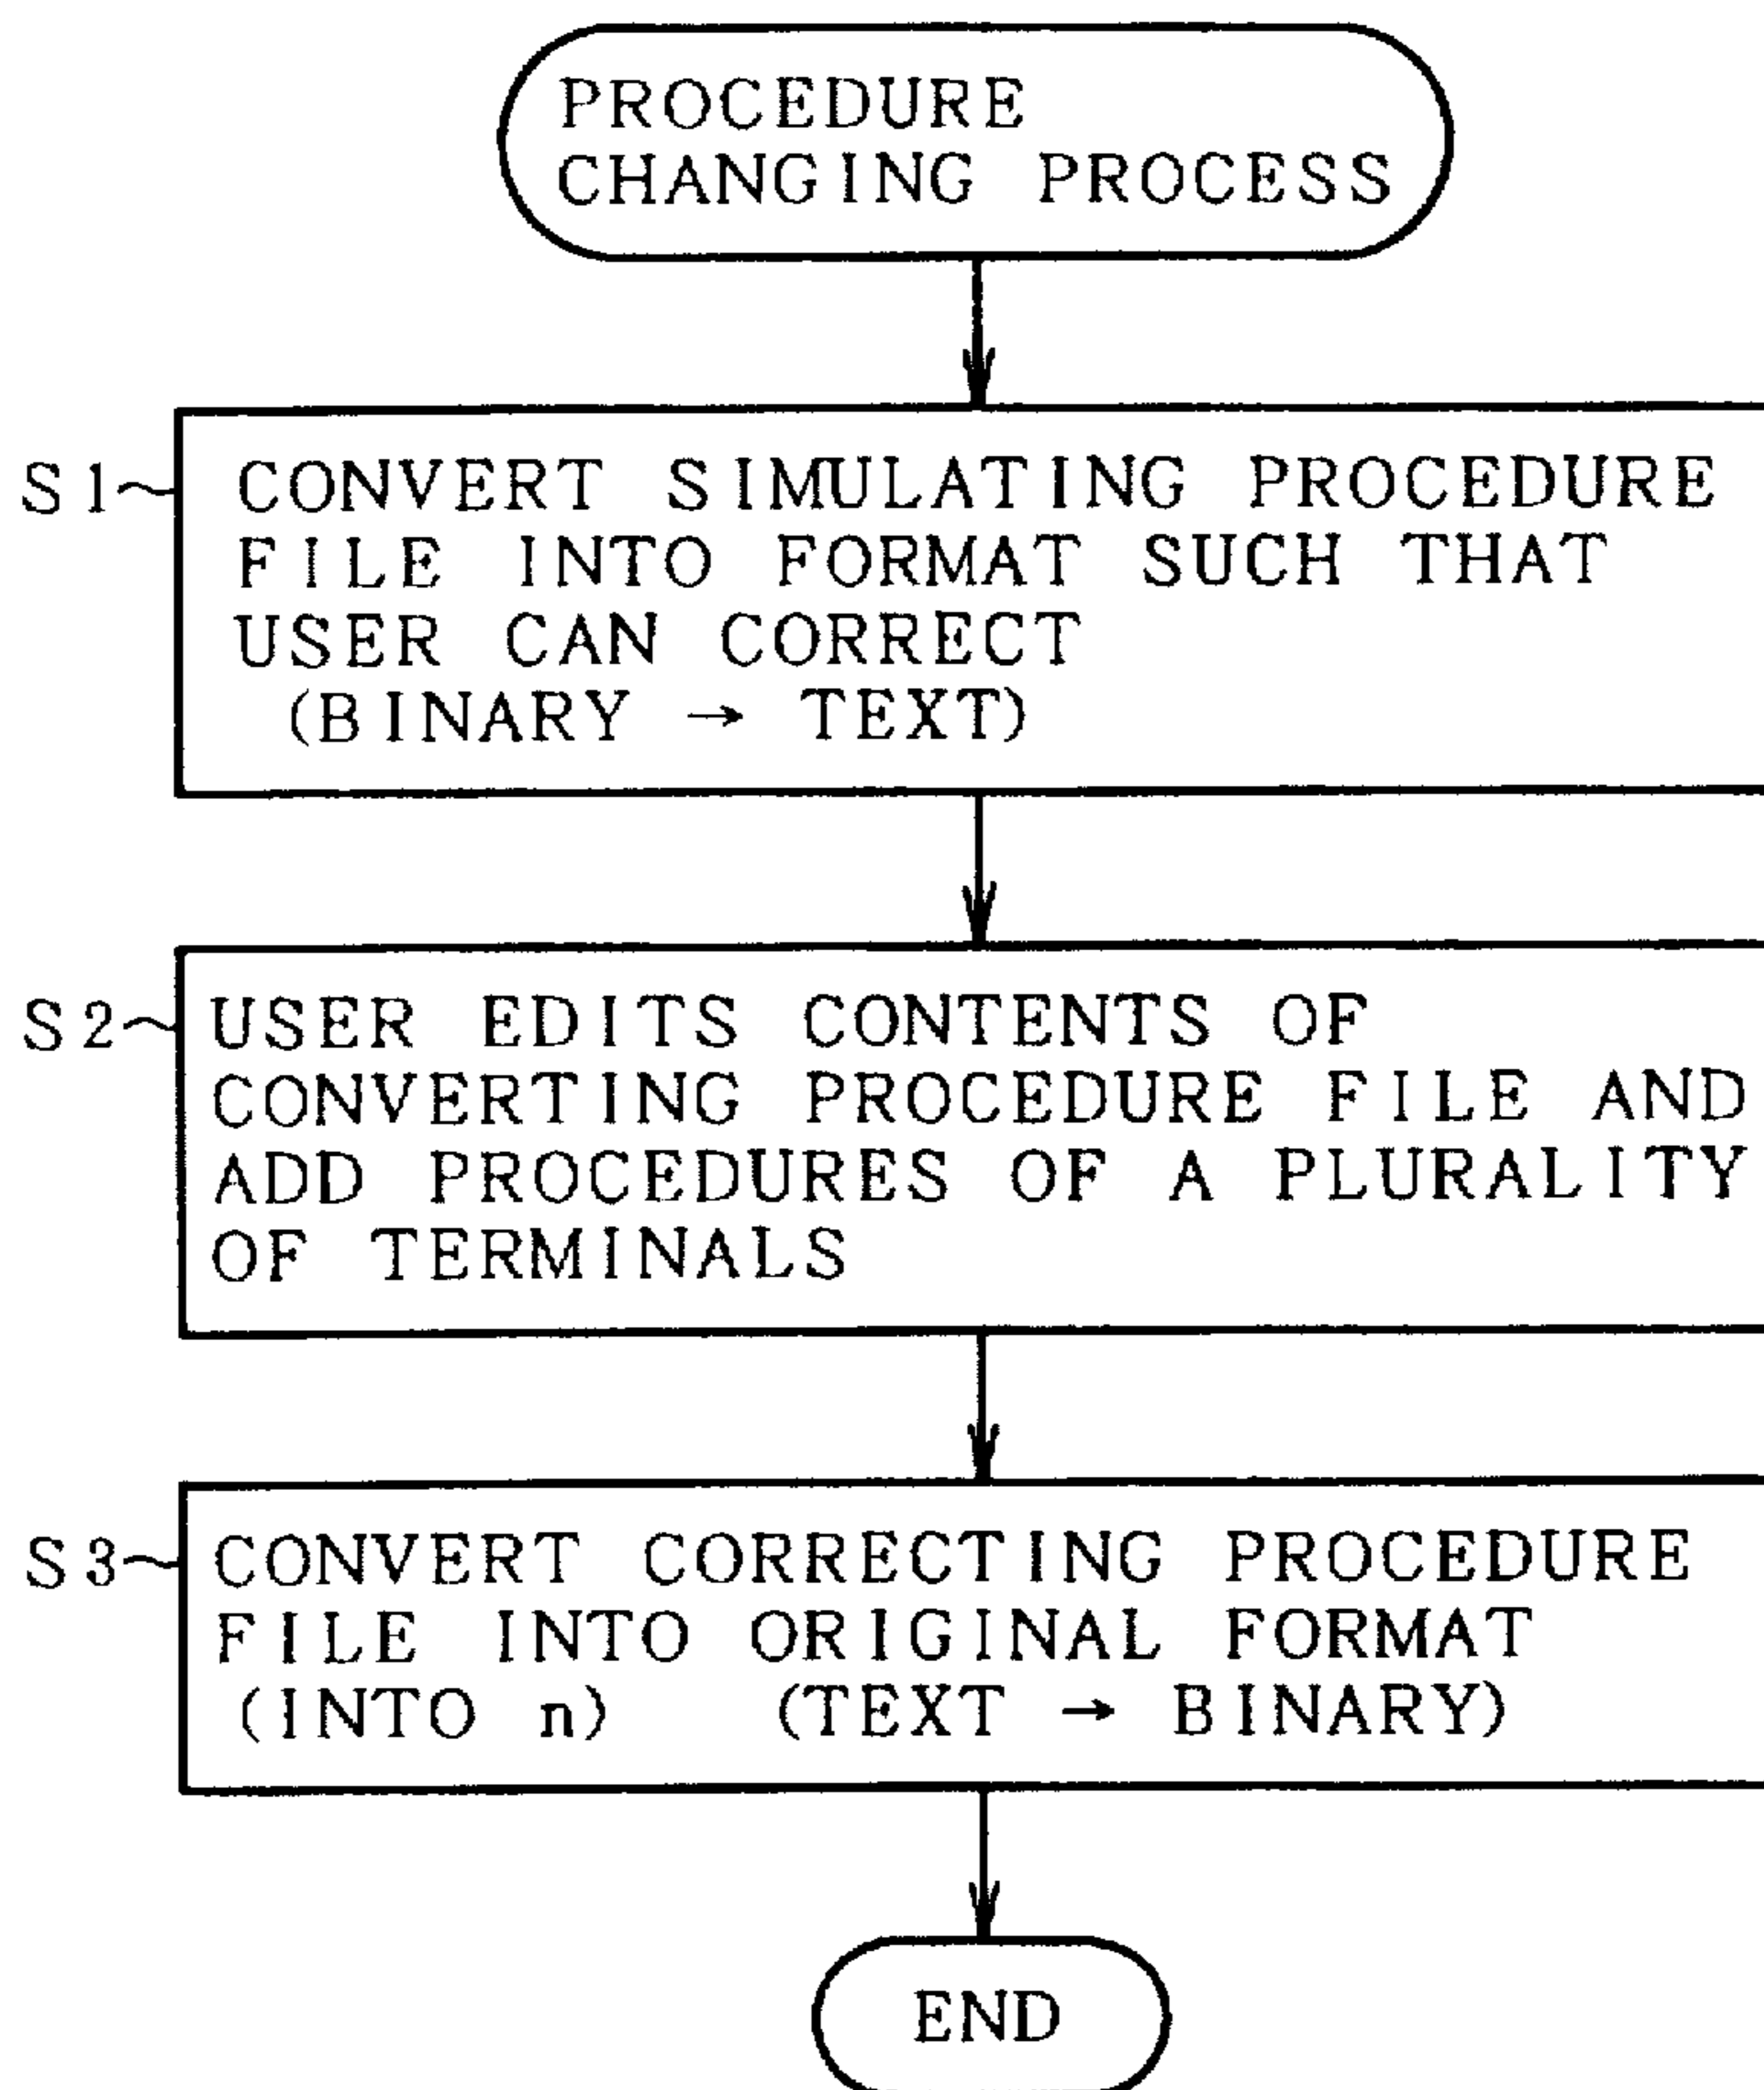 PROCEDURE
CHANGING PROCESS
S1
CONVERT SIMULATING PROCEDURE
FILE INTO FORMAT SUCH THAT
USER CAN CORRECT
(BINARY → TEXT)
S2
USER EDITS CONTENTS OF
CONVERTING PROCEDURE FILE AND
ADD PROCEDURES OF A PLURALITY
OF TERMINALS
S3
CONVERT CORRECTING PROCEDURE
FILE INTO ORIGINAL FORMAT
(INTO n) (TEXT → BINARY)
END